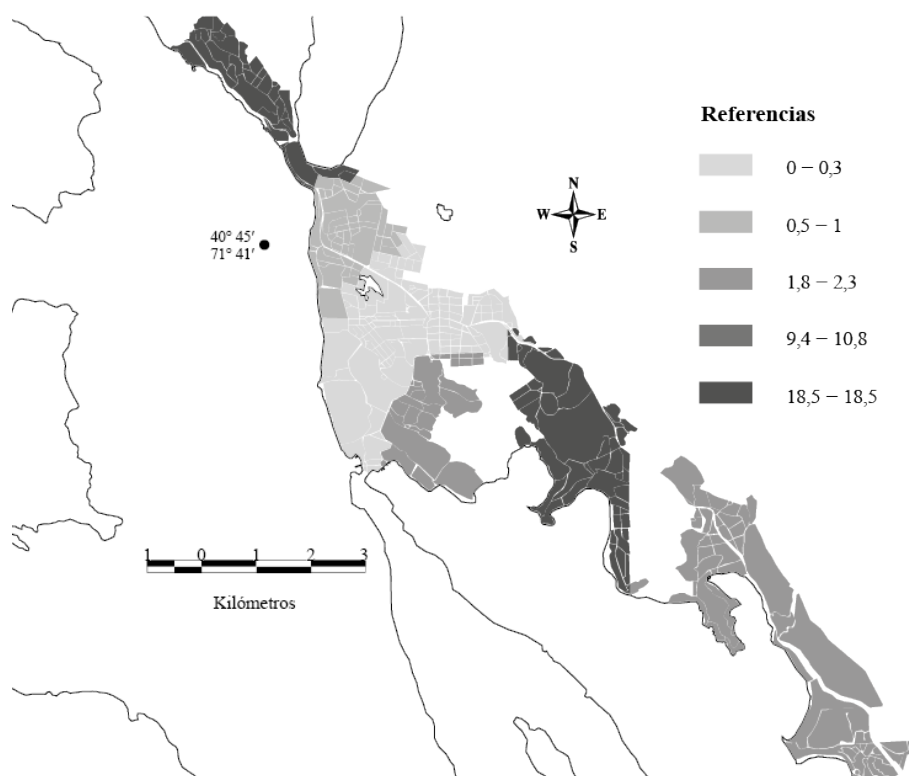 Referencias
0 – 0,3
0,5 – 1
1,8 – 2,3
9,4 – 10,8
18,5 – 18,5
N
W E
S
40° 45'
71° 41'
1 0 1 2 3
Kilómetros